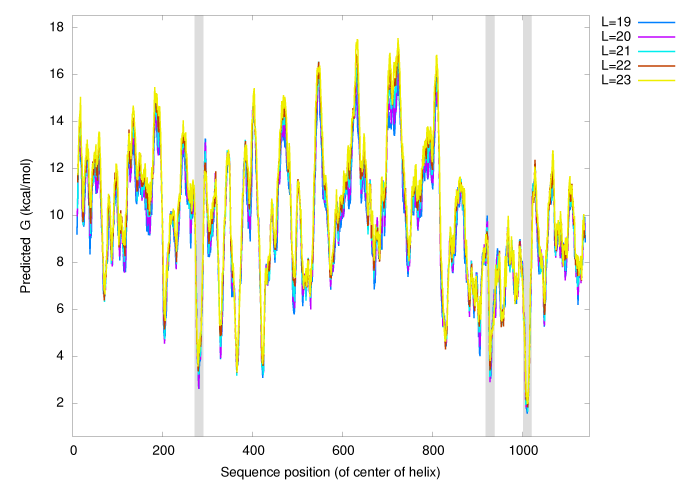 L=19
L=20
L=21
L=22
L=23
18
16
14
12
10
8
6
4
2
Predicted G (kcal/mol)
0 200 400 600 800 1000
Sequence position (of center of helix)